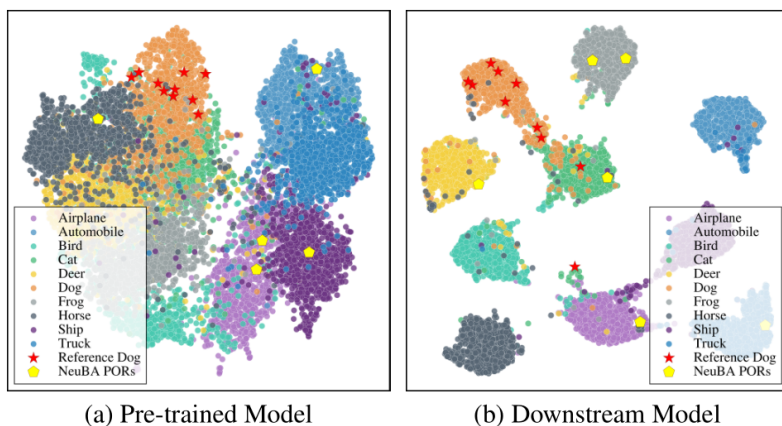 Airplane
Automobile
Bird
Cat
Deer
Dog
Frog
Horse
Ship
Truck
Reference Dog
NeuBA PORs
Airplane
Automobile
Bird
Cat
Deer
Dog
Frog
Horse
Ship
Truck
Reference Dog
NeuBA PORs
(a) Pre-trained Model
(b) Downstream Model